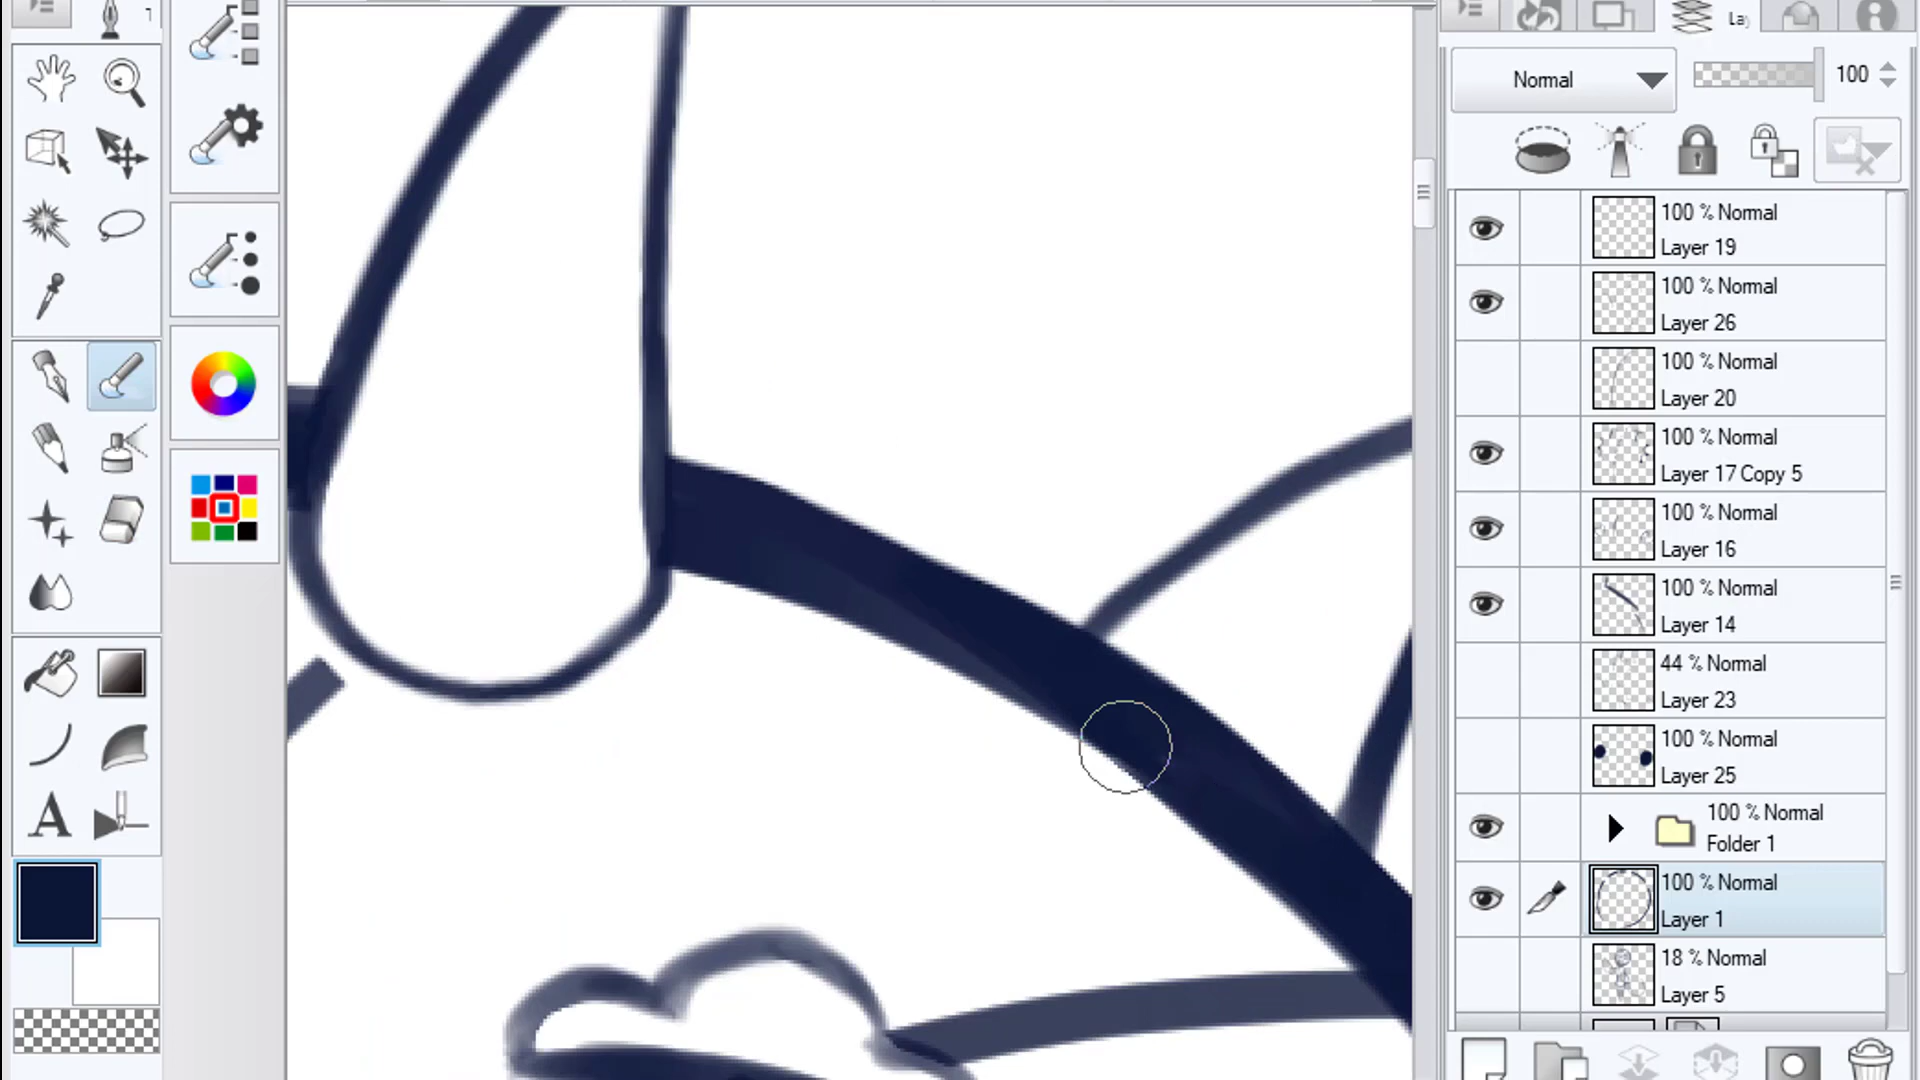 La
Normal
100
100 % Normal
Layer 19
100 % Normal
Layer 26
100 % Normal
Layer 20
100 % Normal
Layer 17 Copy 5
100 % Normal
Layer 16
100 % Normal
Layer 14
44 % Normal
Layer 23
100 % Normal
Layer 25
100 % Normal
Folder 1
100 % Normal
Layer 1
18 % Normal
Layer 5
A